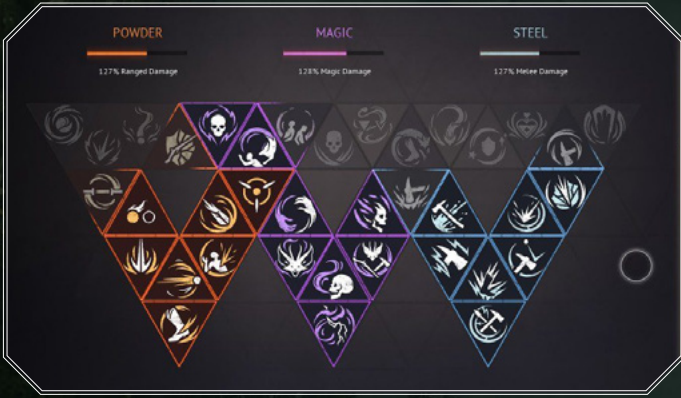 POWDER
MAGIC
STEEL
127% Ranged Damage
128% Magic Damage
127% Melee Damage